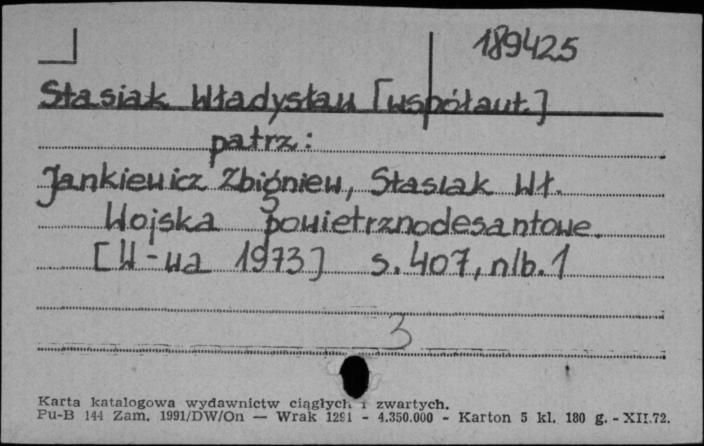 189425
Stasiak Władysław [współaut.]
patrz:
Jankiewicz Zbigniew, Stasiak Wł.
Wojska powietrznodesantowe.
[W-wa 1973] s. 407, nlb. 1
3
Karta katalogowa wydawnictw ciągłych i zwartych.
Pu-B 144 Zam. 1991/DW/On — Wrak 1291 - 4.350.000 - Karton 5 kl. 180 g. - XII.72.